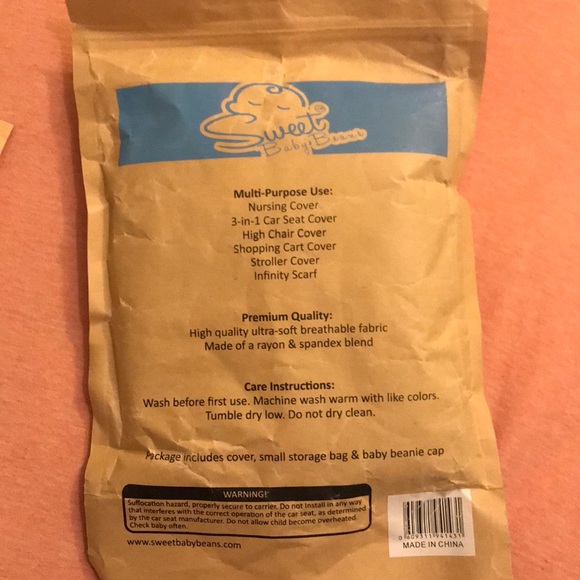 Sweet
Baby Beans
Multi-Purpose Use:
Nursing Cover
3-in-1 Car Seat Cover
High Chair Cover
Shopping Cart Cover
Stroller Cover
Infinity Scarf
Premium Quality:
High quality ultra-soft breathable fabric
Made of a rayon & spandex blend
Care Instructions:
Wash before first use. Machine wash warm with like colors.
Tumble dry low. Do not dry clean.
Package includes cover, small storage bag & baby beanie cap
WARNING!
Suffocation hazard, properly secure to carrier. Do not Install in any way
that interferes with the correct operation of the car seat, as determined
by the car seat manufacturer. Do not allow child become overheated.
Check baby often.
www.sweetbabybeans.com
0 609311 941431
MADE IN CHINA